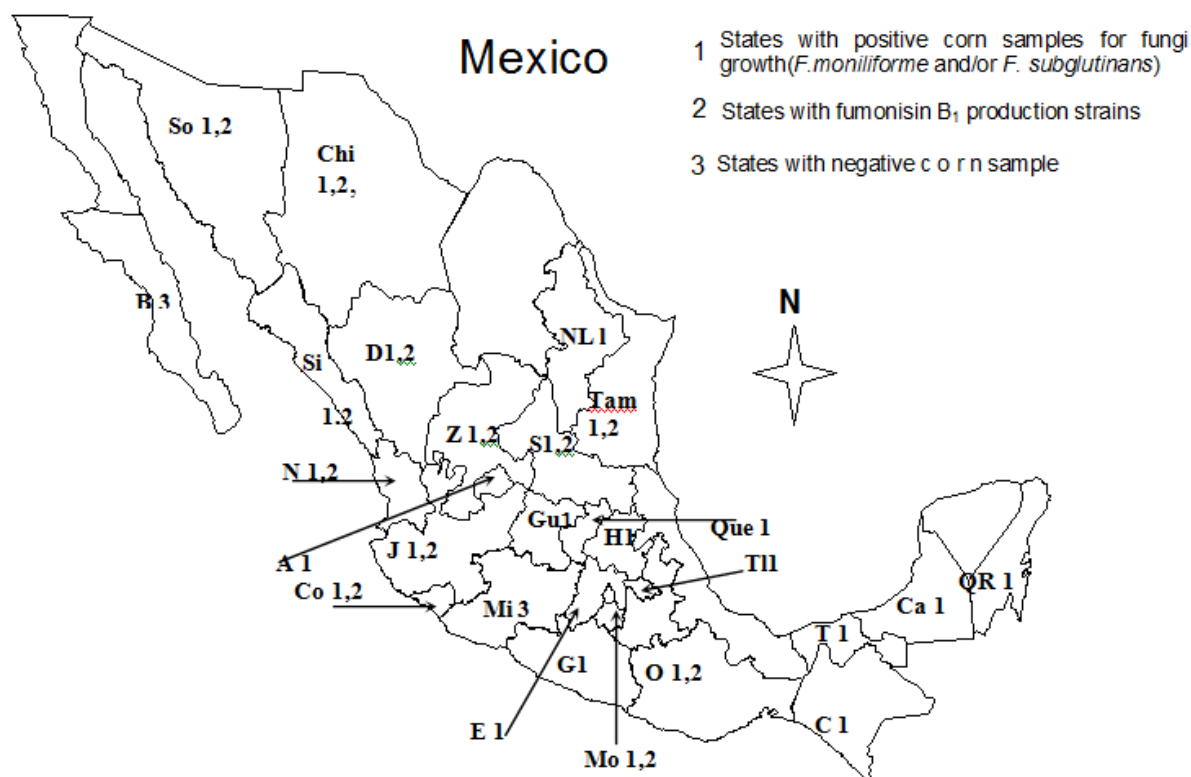 Mexico
1 States with positive corn samples for fungi
growth(F.moniliforme and/or F. subglutinans)
2 States with fumonisin B₁ production strains
3 States with negative c o r n sample
So 1,2
Chi
1,2,
B 3
N
NL 1
D1,2
Si
1.2
Tam
1,2
Z 1,2
S1,2
N 1,2
Gu1
Que 1
H1
J 1,2
A 1
Tl1
Co 1,2
QR 1
Mi 3
Ca 1
T 1
G1
O 1,2
C 1
E 1
Mo 1,2